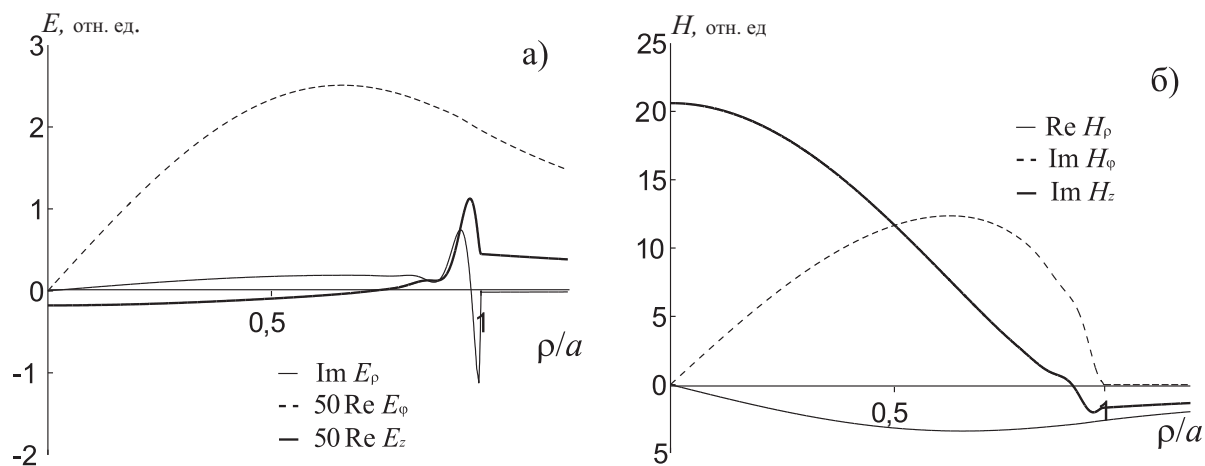 E, отн. ед.
3
2
1
0
-1
-2
а)
0,5
1
ρ/a
Im Eρ
50 Re Eφ
50 Re Ez
H, отн. ед
25
20
15
10
5
0
5
б)
Re Hρ
Im Hφ
Im Hz
0,5
1
ρ/a